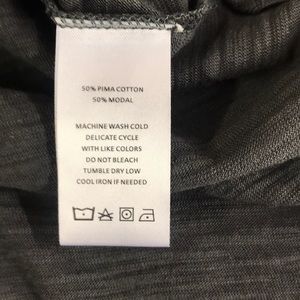 50% PIMA COTTON
50% MODAL
MACHINE WASH COLD
DELICATE CYCLE
WITH LIKE COLORS
DO NOT BLEACH
TUMBLE DRY LOW
COOL IRON IF NEEDED